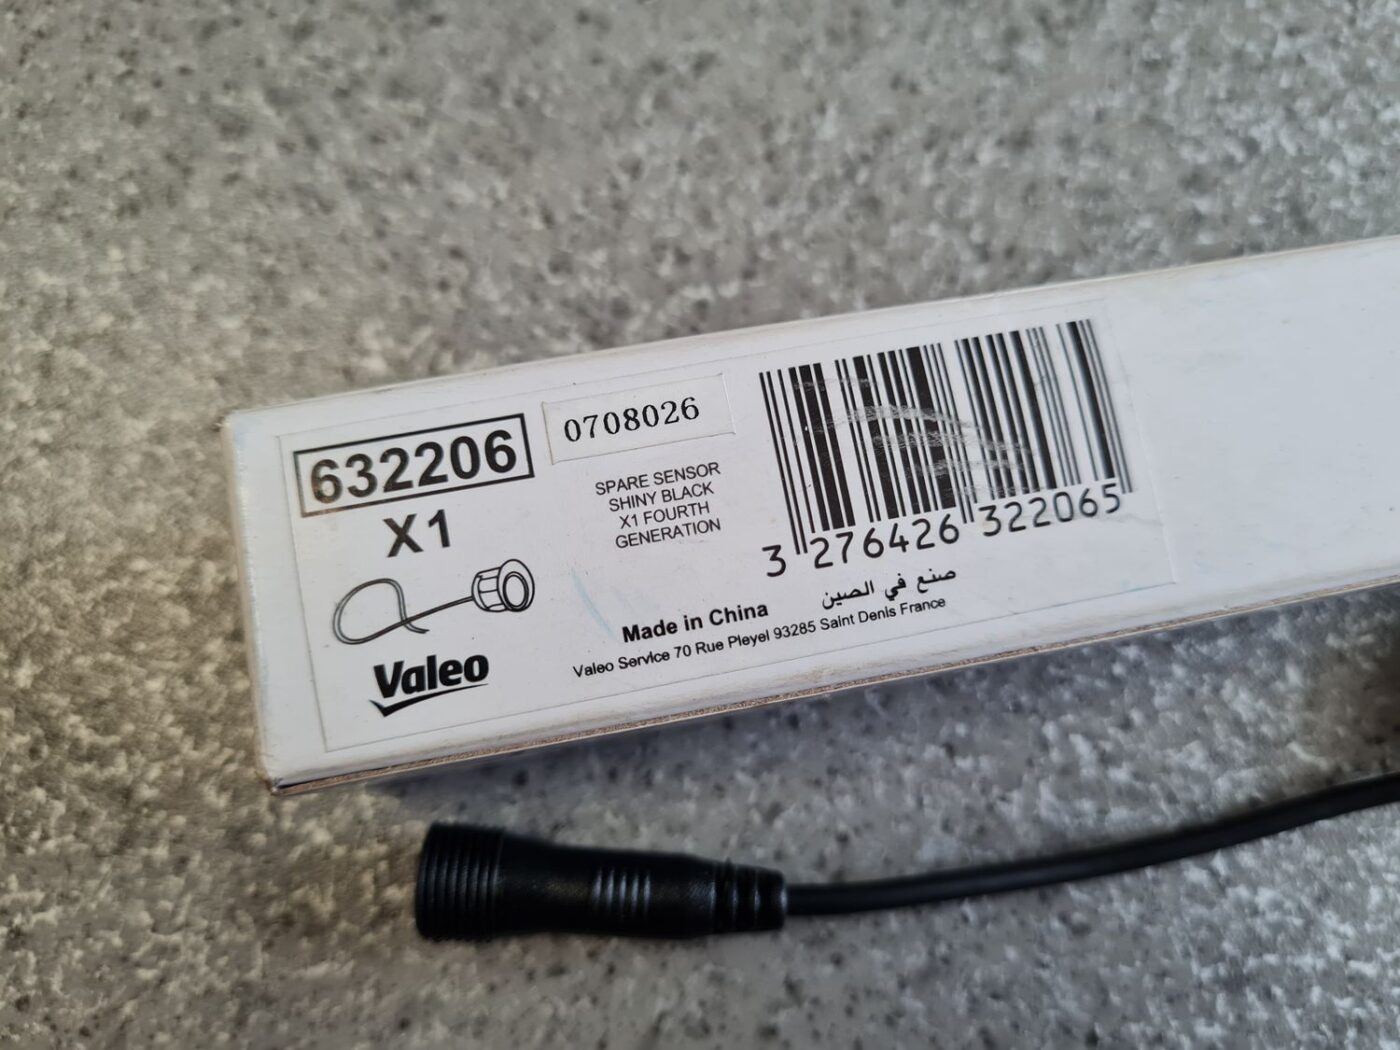 632206
X1
0708026
SPARE SENSOR
SHINY BLACK
X1 FOURTH
GENERATION
3 276426 322065
صنع في الصين
Made in China
Valeo Service 70 Rue Pleyel 93285 Saint Denis France
Valeo